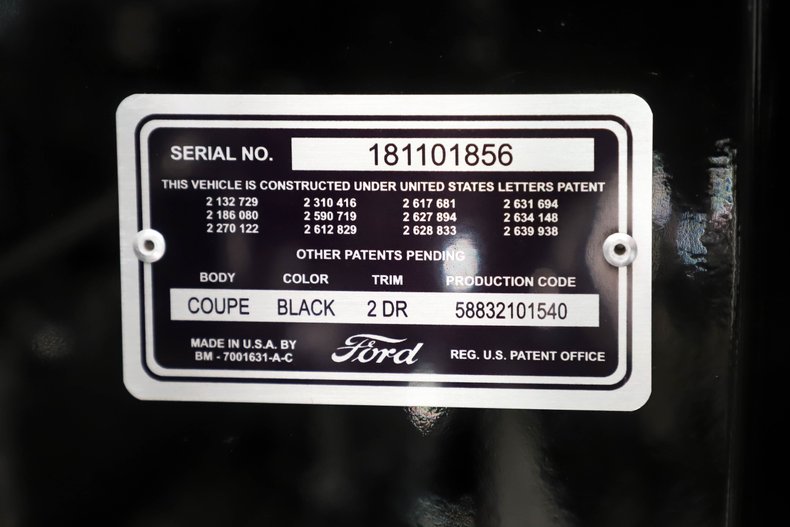 SERIAL NO. 181101856
THIS VEHICLE IS CONSTRUCTED UNDER UNITED STATES LETTERS PATENT
2 132 729 2 310 416 2 617 681 2 631 694
2 186 080 2 590 719 2 627 894 2 634 148
2 270 122 2 612 829 2 628 833 2 639 938
OTHER PATENTS PENDING
BODY COLOR TRIM PRODUCTION CODE
COUPE BLACK 2 DR 58832101540
MADE IN U.S.A. BY
BM - 7001631-A-C
Ford
REG. U.S. PATENT OFFICE